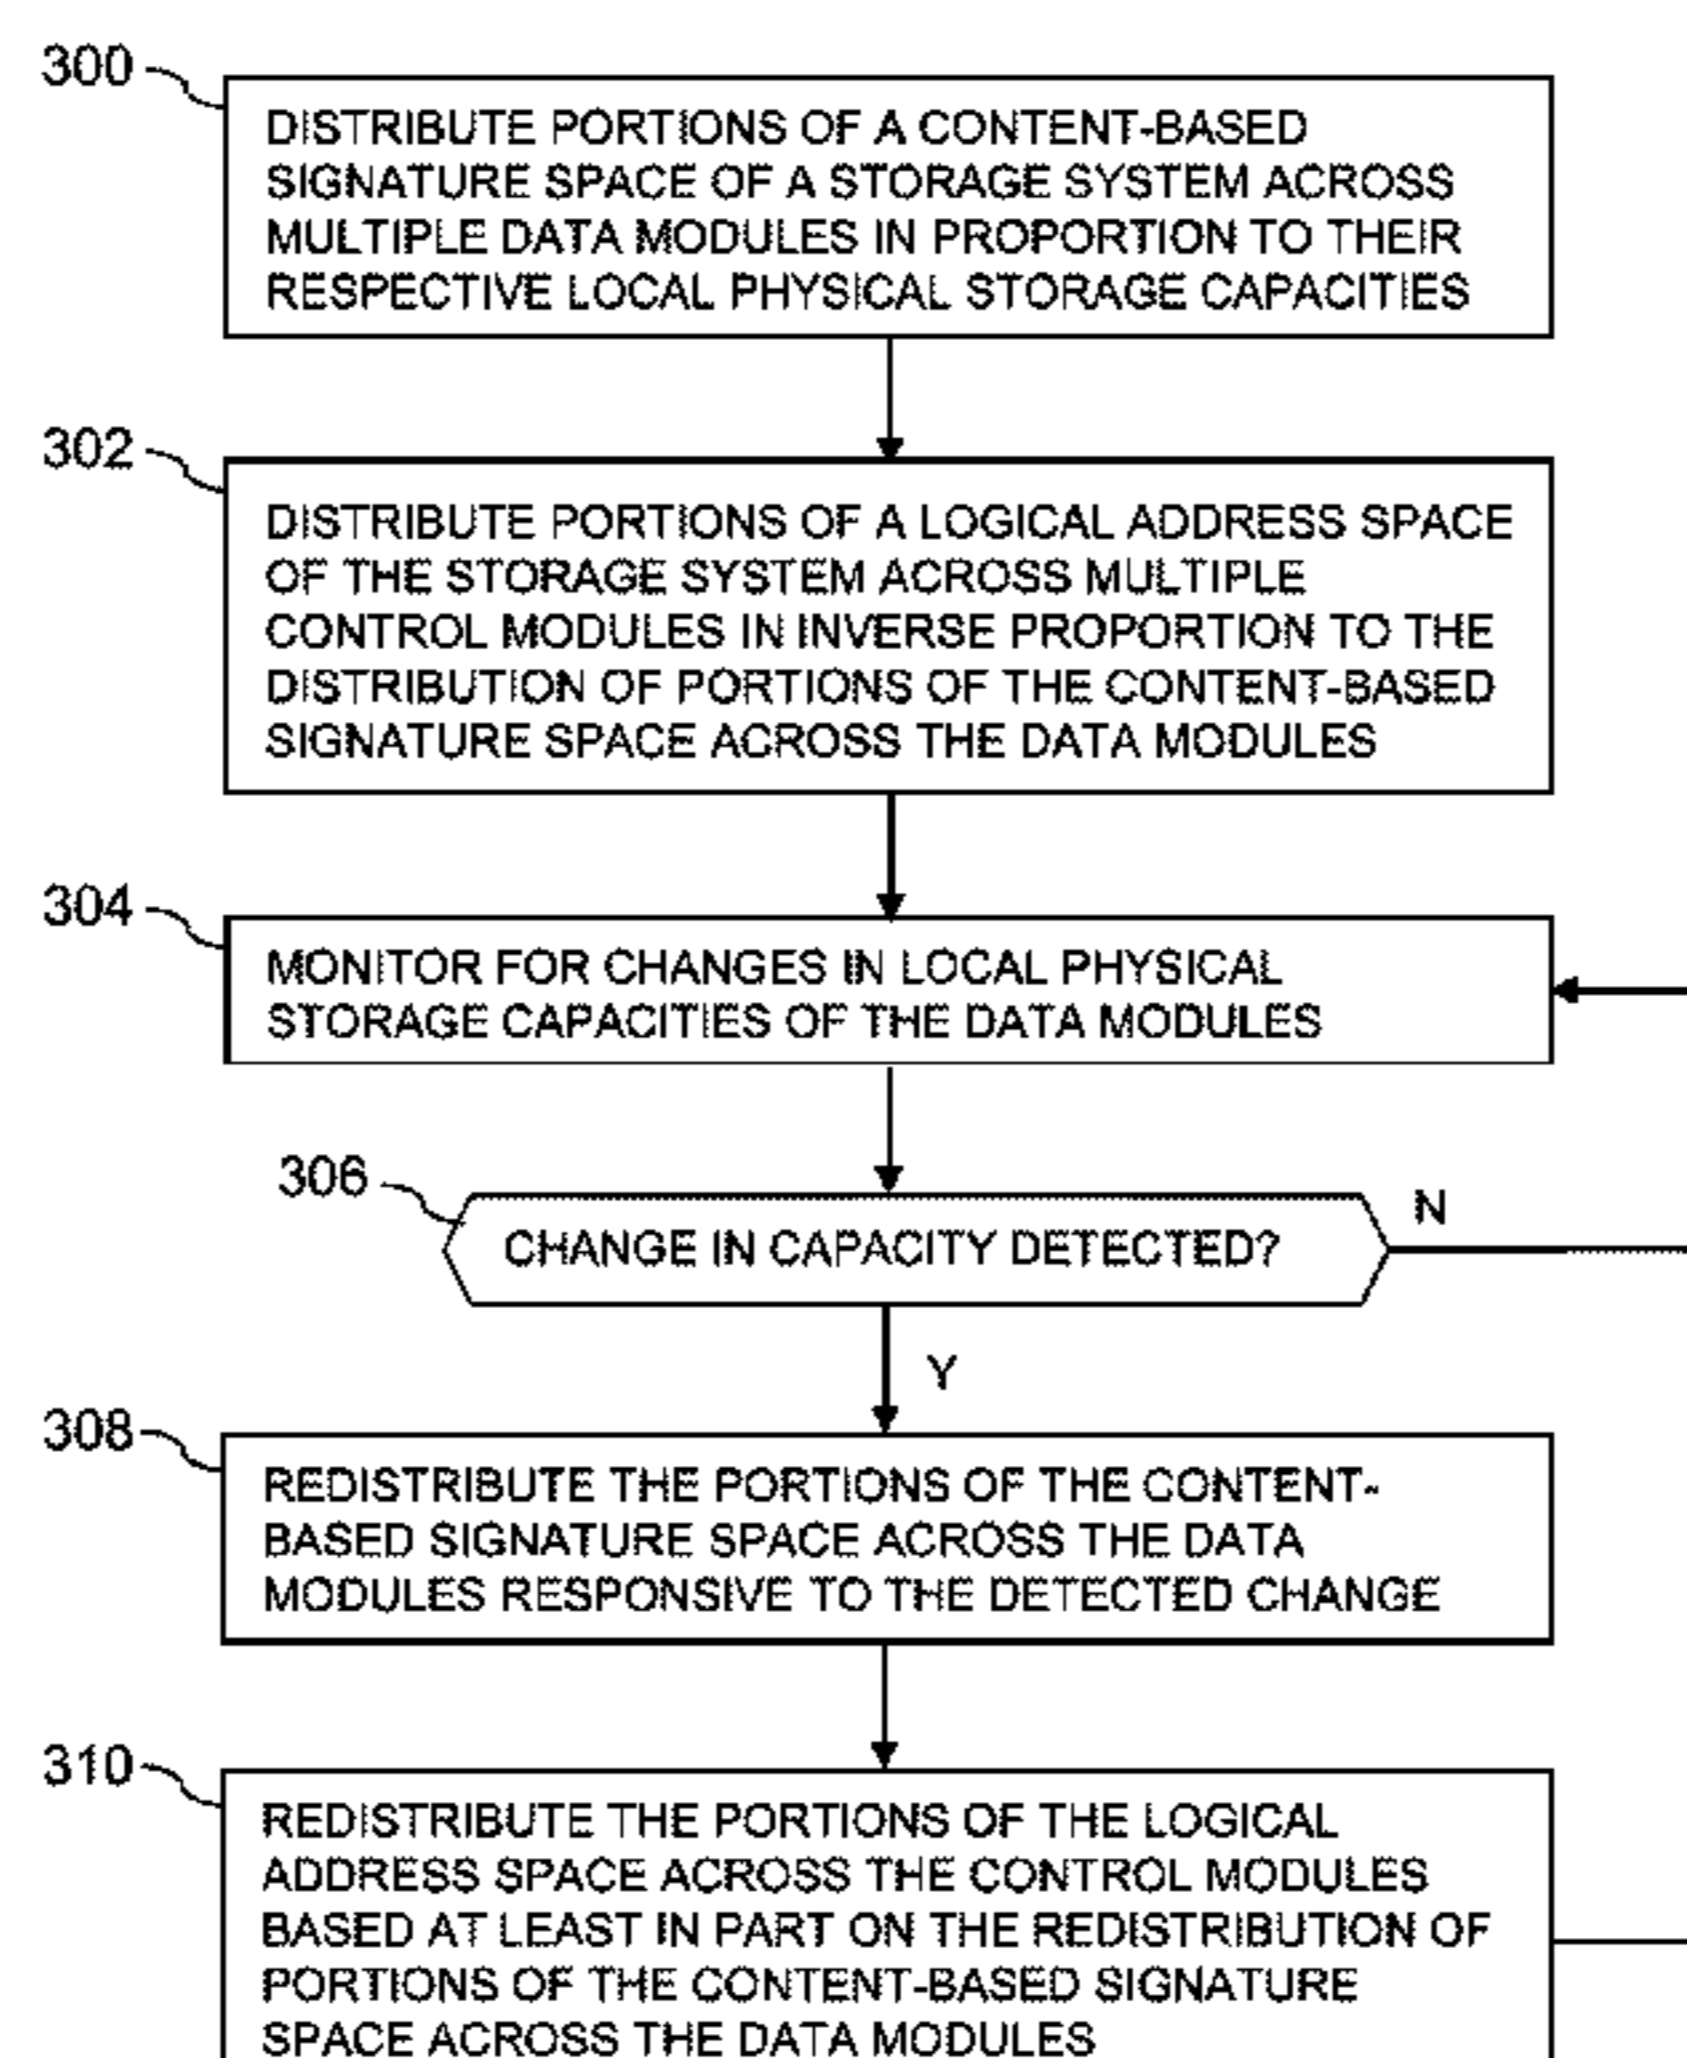 300
DISTRIBUTE PORTIONS OF A CONTENT-BASED
SIGNATURE SPACE OF A STORAGE SYSTEM ACROSS
MULTIPLE DATA MODULES IN PROPORTION TO THEIR
RESPECTIVE LOCAL PHYSICAL STORAGE CAPACITIES
302
DISTRIBUTE PORTIONS OF A LOGICAL ADDRESS SPACE
OF THE STORAGE SYSTEM ACROSS MULTIPLE
CONTROL MODULES IN INVERSE PROPORTION TO THE
DISTRIBUTION OF PORTIONS OF THE CONTENT-BASED
SIGNATURE SPACE ACROSS THE DATA MODULES
304
MONITOR FOR CHANGES IN LOCAL PHYSICAL
STORAGE CAPACITIES OF THE DATA MODULES
306
CHANGE IN CAPACITY DETECTED?
N
Y
308
REDISTRIBUTE THE PORTIONS OF THE CONTENT-
BASED SIGNATURE SPACE ACROSS THE DATA
MODULES RESPONSIVE TO THE DETECTED CHANGE
310
REDISTRIBUTE THE PORTIONS OF THE LOGICAL
ADDRESS SPACE ACROSS THE CONTROL MODULES
BASED AT LEAST IN PART ON THE REDISTRIBUTION OF
PORTIONS OF THE CONTENT-BASED SIGNATURE
SPACE ACROSS THE DATA MODULES